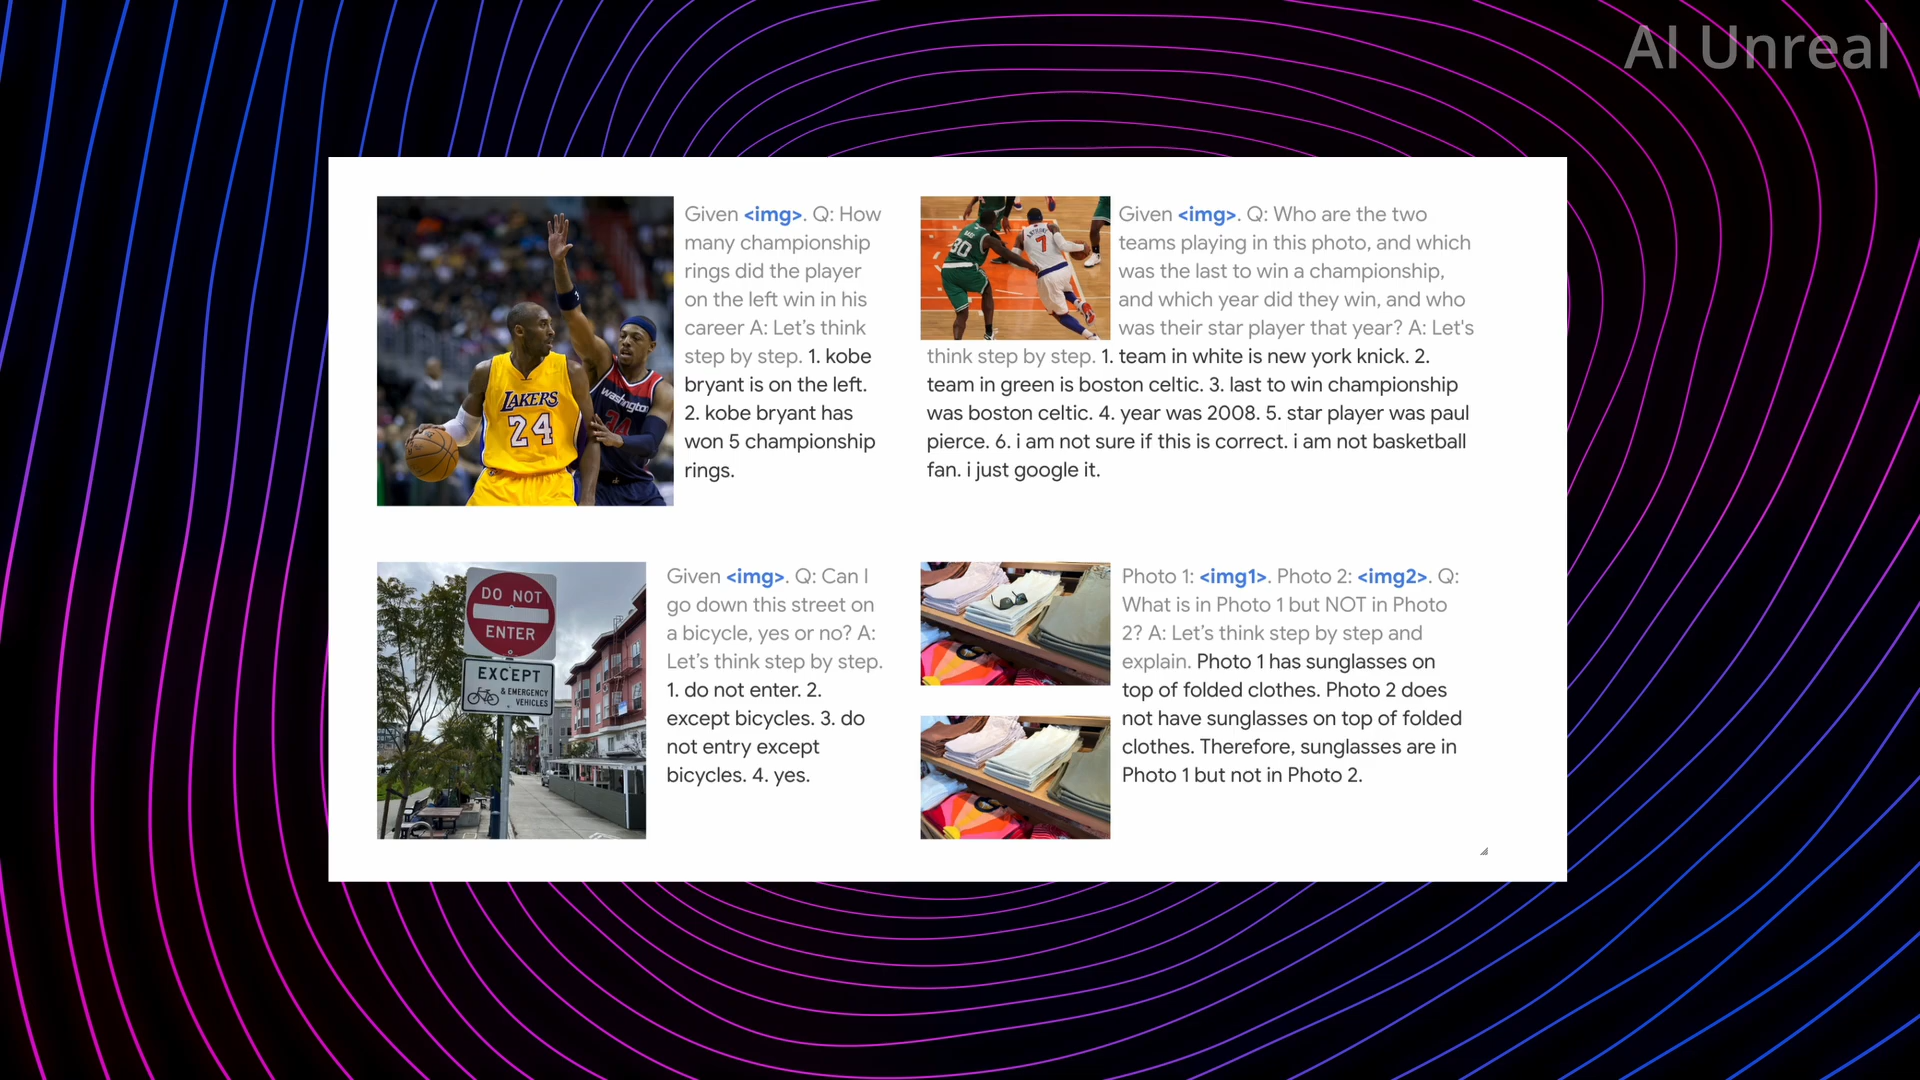 AI Unreal
LAKERS
24
washington
34
Given <img>. Q: How
many championship
rings did the player
on the left win in his
career A: Let’s think
step by step. 1. kobe
bryant is on the left.
2. kobe bryant has
won 5 championship
rings.
30
ANTHONY
7
Given <img>. Q: Who are the two
teams playing in this photo, and which
was the last to win a championship,
and which year did they win, and who
was their star player that year? A: Let's
think step by step. 1. team in white is new york knick. 2.
team in green is boston celtic. 3. last to win championship
was boston celtic. 4. year was 2008. 5. star player was paul
pierce. 6. i am not sure if this is correct. i am not basketball
fan. i just google it.
DO NOT
ENTER
EXCEPT
& EMERGENCY
VEHICLES
Given <img>. Q: Can I
go down this street on
a bicycle, yes or no? A:
Let’s think step by step.
1. do not enter. 2.
except bicycles. 3. do
not entry except
bicycles. 4. yes.
Photo 1: <img1>. Photo 2: <img2>. Q:
What is in Photo 1 but NOT in Photo
2? A: Let’s think step by step and
explain. Photo 1 has sunglasses on
top of folded clothes. Photo 2 does
not have sunglasses on top of folded
clothes. Therefore, sunglasses are in
Photo 1 but not in Photo 2.